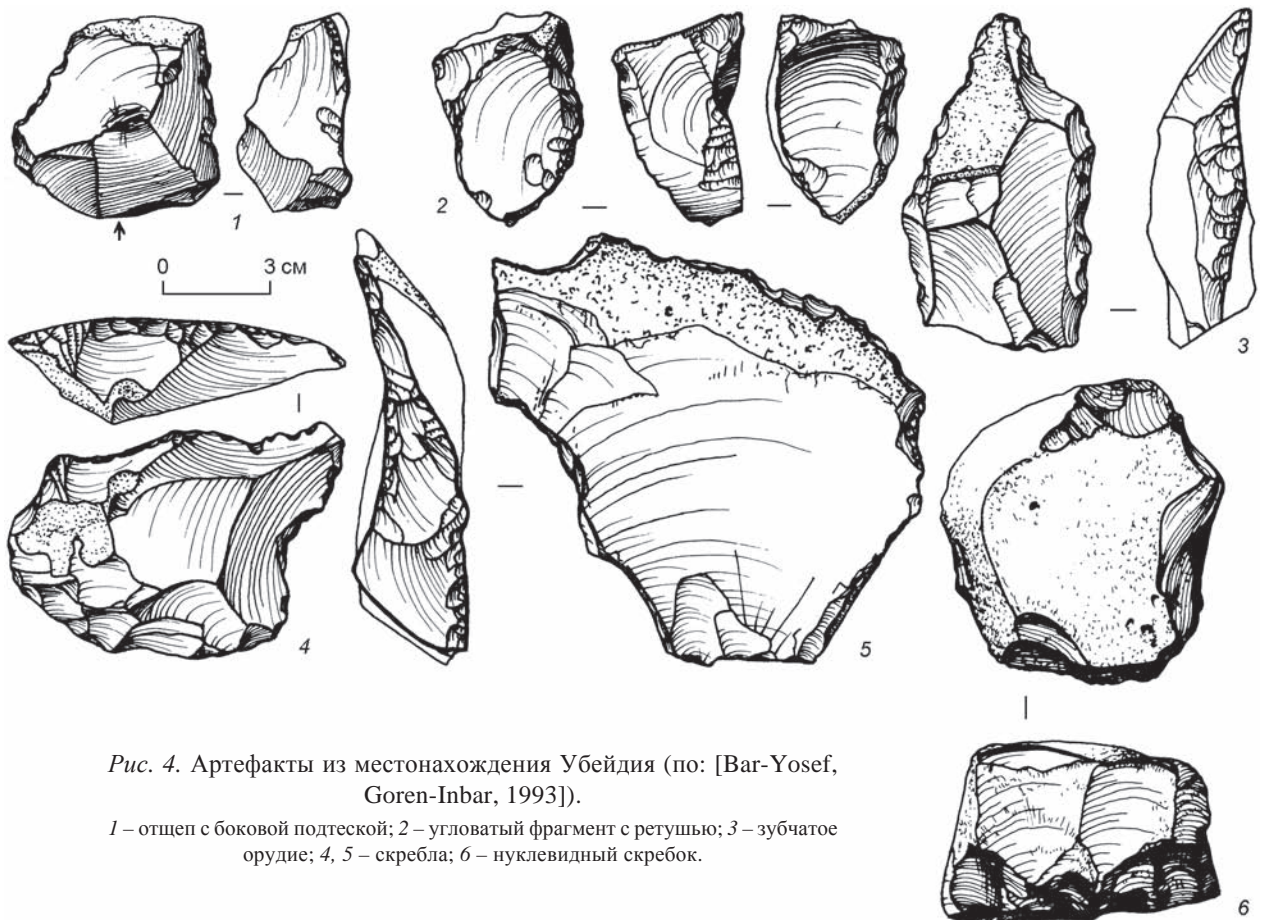 1
2
3
0 3 см
4
5
6
Рис. 4. Артефакты из местонахождения Убейдия (по: [Bar-Yosef,
Goren-Inbar, 1993]).
1 – отщеп с боковой подтеской; 2 – угловатый фрагмент с ретушью; 3 – зубчатое
орудие; 4, 5 – скребла; 6 – нуклевидный скребок.
6